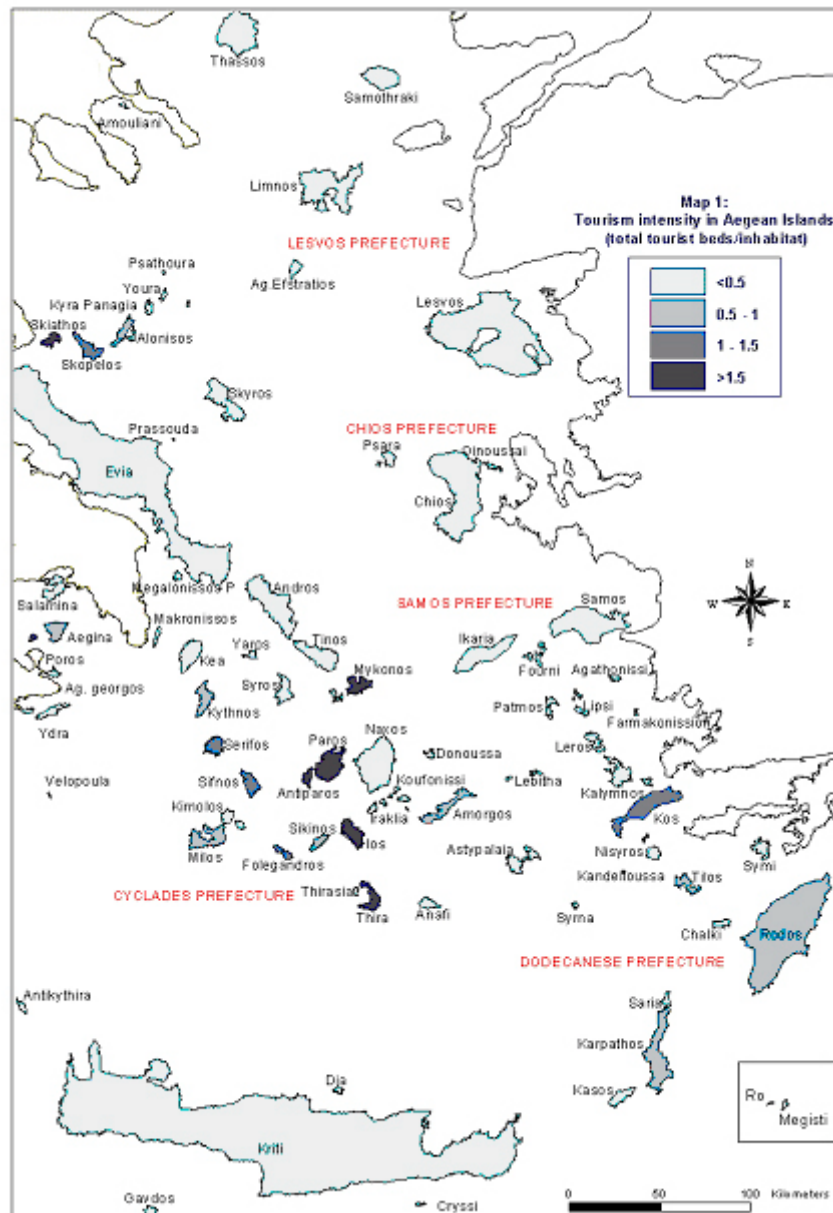 Thassos
Samothraki
Amouliani
Limnos
Map 1:
Tourism intensity in Aegean Islands
(total tourist beds/inhabitat)
<0.5
0.5 - 1
1 - 1.5
>1.5
LESVOS PREFECTURE
Psathoura
Ag.Efstratios
Youra
Kyra Panagia
Lesvos
Skiathos
Alonisos
Skopelos
Skyros
Prassouda
CHIOS PREFECTURE
Psara
Oinoussai
Evia
Chios
Megalonissos P
Andros
Salamina
SAMOS PREFECTURE
Samos
N
W
E
S
Makronissos
Aegina
Tinos
Ikaria
Yaros
Kea
Fourni
Poros
Mykonos
Agathonissi
Ag. georgos
Syros
Patmos
Lipsi
Kythnos
Farmakonission
Ydra
Naxos
Serifos
Paros
Donoussa
Leros
Velopoula
Sifnos
Antiparos
Koufonissi
Lebitha
Kalymnos
Kimolos
Iraklia
Amorgos
Kos
Milos
Sikinos
Ios
Astypalaia
Nisyros
Symi
Folegandros
Kandelioussa
Tilos
CYCLADES PREFECTURE
Thirasia
Thira
Anafi
Syrna
Chalki
Rodos
DODECANESE PREFECTURE
Antikythira
Saria
Karpathos
Dia
Kasos
Ro
Megisti
Kriti
Gavdos
Cryssi
0
50
100
Kilometers